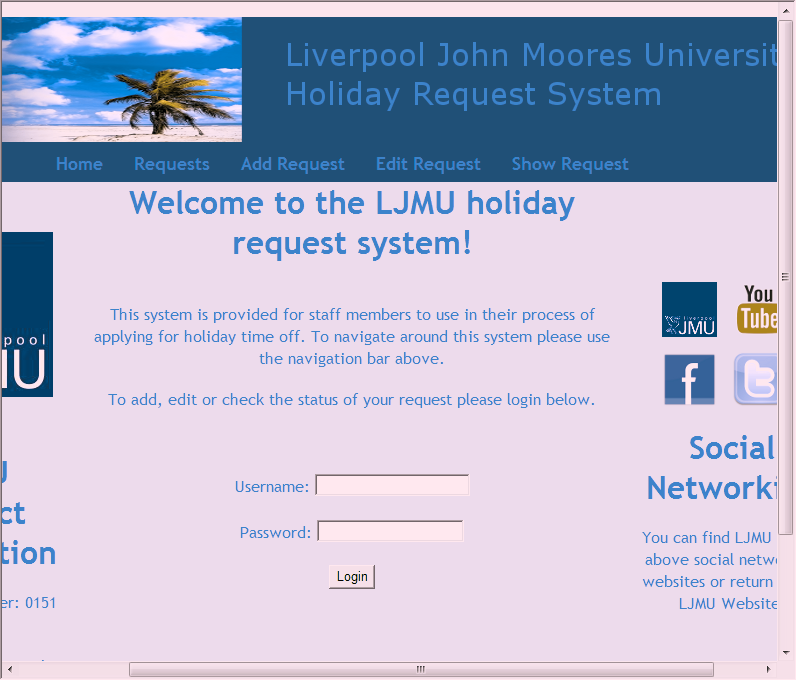 Liverpool John Moores Universit
Holiday Request System
Home Requests Add Request Edit Request Show Request
Welcome to the LJMU holiday
request system!
This system is provided for staff members to use in their process of
applying for holiday time off. To navigate around this system please use
the navigation bar above.
To add, edit or check the status of your request please login below.
Username:
Password:
Login
pool
MU
U
ct
tion
er: 0151
liverpool
JMU
You
Tube
f
t
Social
Networki
You can find LJMU
above social netw
websites or return
LJMU Website